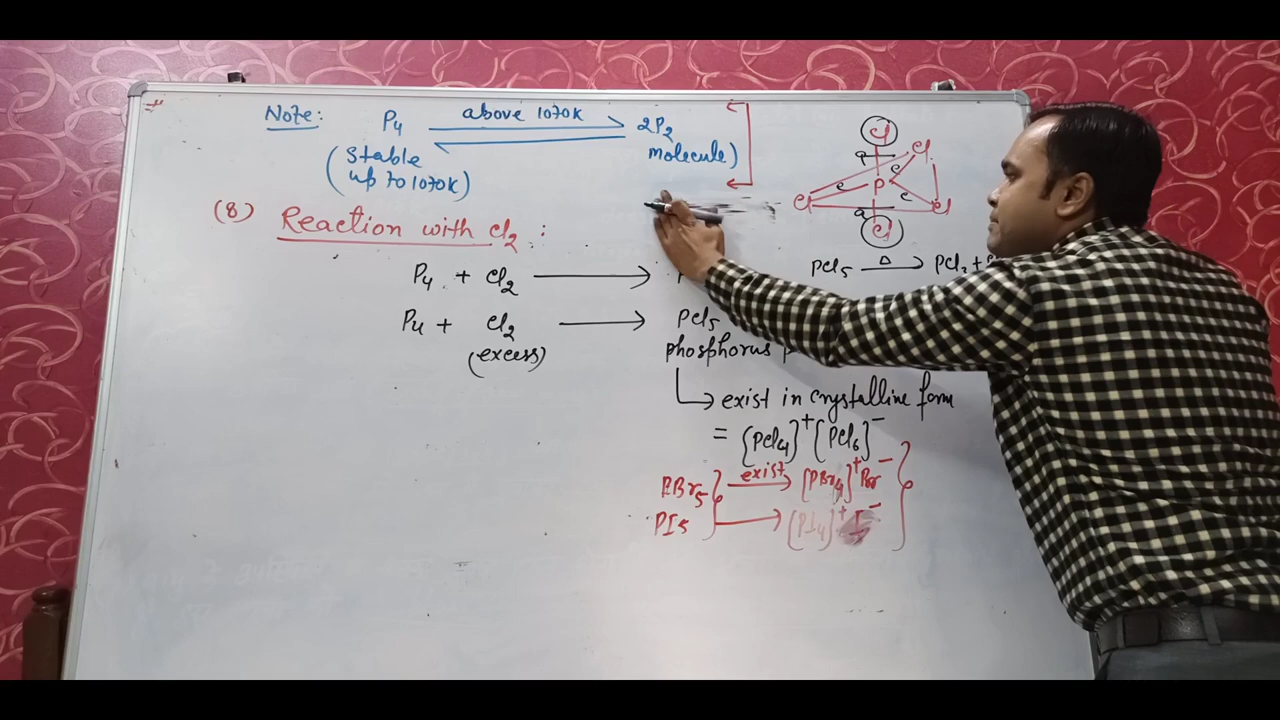 Note: P4 above 1070K 2P2
(Stable molecule)
up to 1070K)
(8) Reaction with Cl2 :
P4 + Cl2 ⟶ P
P4 + Cl2 ⟶ PCl5
(excess) phosphorus p
↳ exist in crystalline form
= [PCl4]+ [PCl6]-
PBr5 exist [PBr4]+ Br-
PI5 ⟶ [PI4]+ I-
Cl
a Cl
e
Cl e P e Cl
a
Cl
PCl5 Δ⟶ PCl3 +